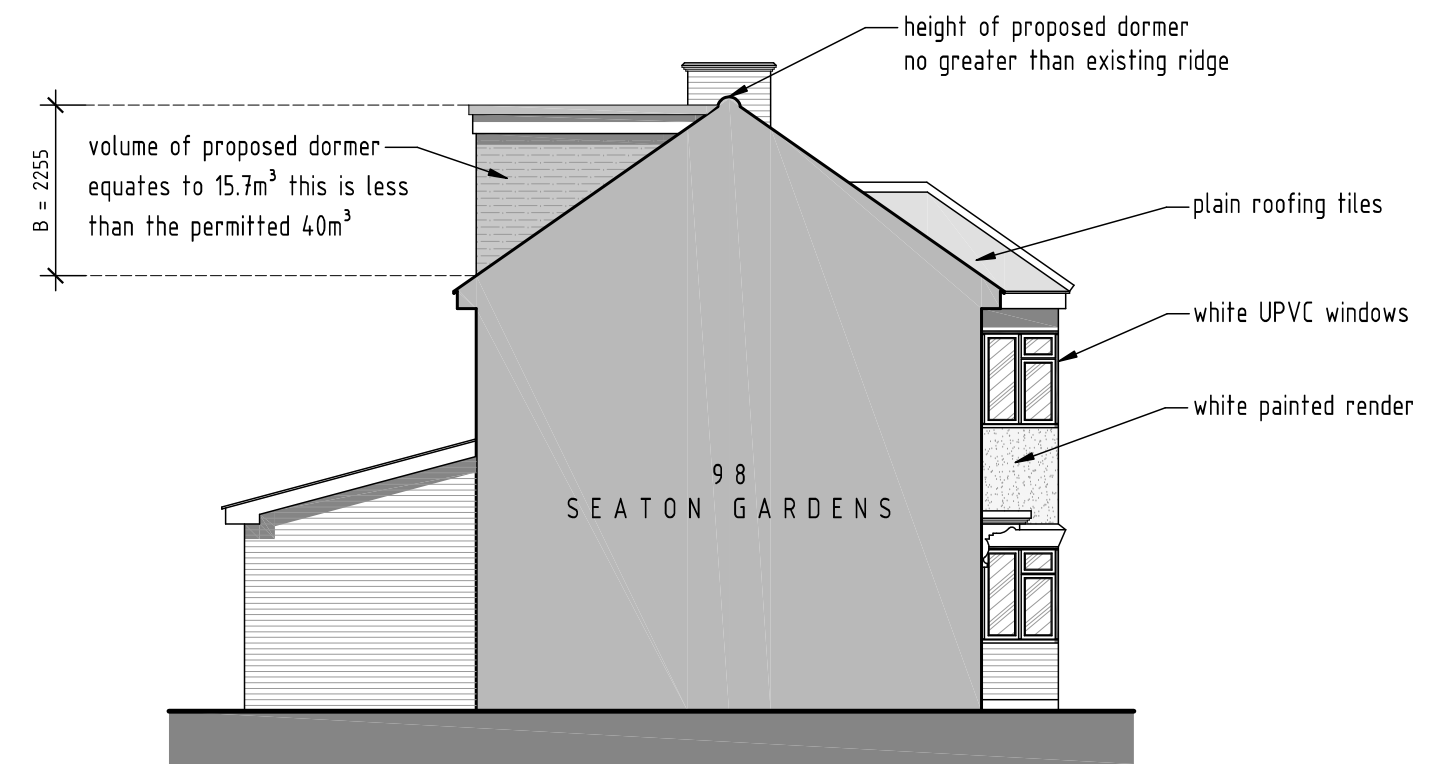 height of proposed dormer
no greater than existing ridge
volume of proposed dormer
equates to 15.7m³ this is less
than the permitted 40m³
B = 2255
plain roofing tiles
white UPVC windows
white painted render
98
SEATON GARDENS